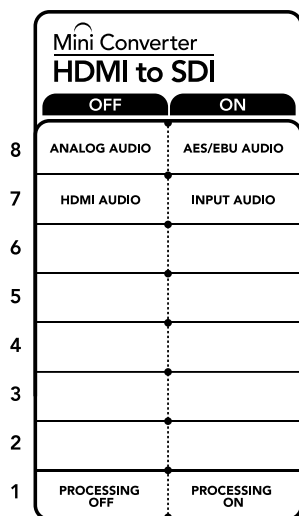 Mini Converter
HDMI to SDI
OFF ON
8 ANALOG AUDIO AES/EBU AUDIO
7 HDMI AUDIO INPUT AUDIO
6
5
4
3
2
1 PROCESSING OFF PROCESSING ON